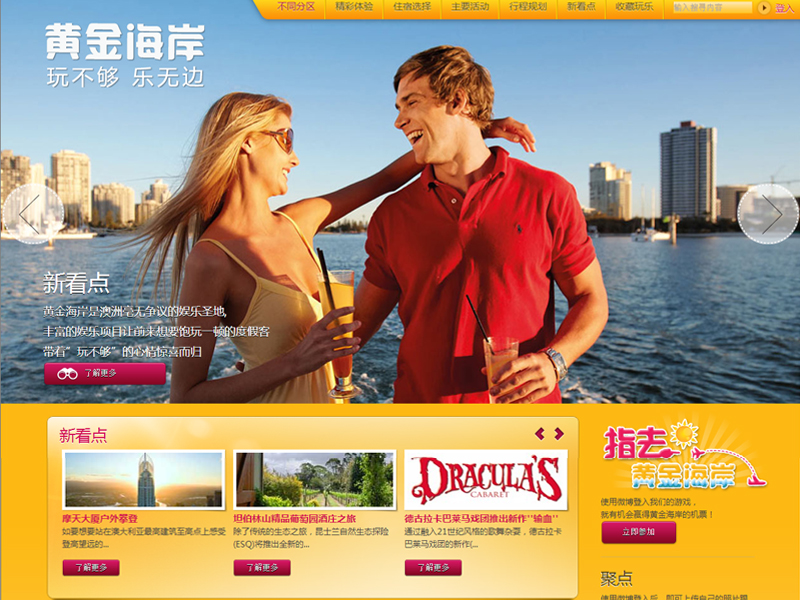 不同分区 精彩体验 住宿选择 主要活动 行程规划 新看点 收藏玩乐 输入搜寻内容 登入
黄金海岸
玩不够 乐无边
新看点
黄金海岸是澳洲毫无争议的娱乐圣地,
丰富的娱乐项目让前来想要饱玩一顿的度假客
带着“玩不够”的心情惊喜而归
了解更多
新看点
摩天大厦户外攀登
如要想要站在澳大利亚最高建筑至高点上感受
登高望远的...
了解更多
坦伯林山精品葡萄园酒庄之旅
除了传统的生态之旅，昆士兰自然生态探险
(ESQ)将推出全新的...
了解更多
DRACULA'S
CABARET
德古拉卡巴莱马戏团推出新作"输血"
通过融入21世纪风格的歌舞杂耍，德古拉卡
巴莱马戏团的新作(...
了解更多
指去
黄金海岸
使用微博登入我们的游戏，
就有机会赢得黄金海岸的机票！
立即参加
聚点
使用微博登入后，即可上传自己的照片跟